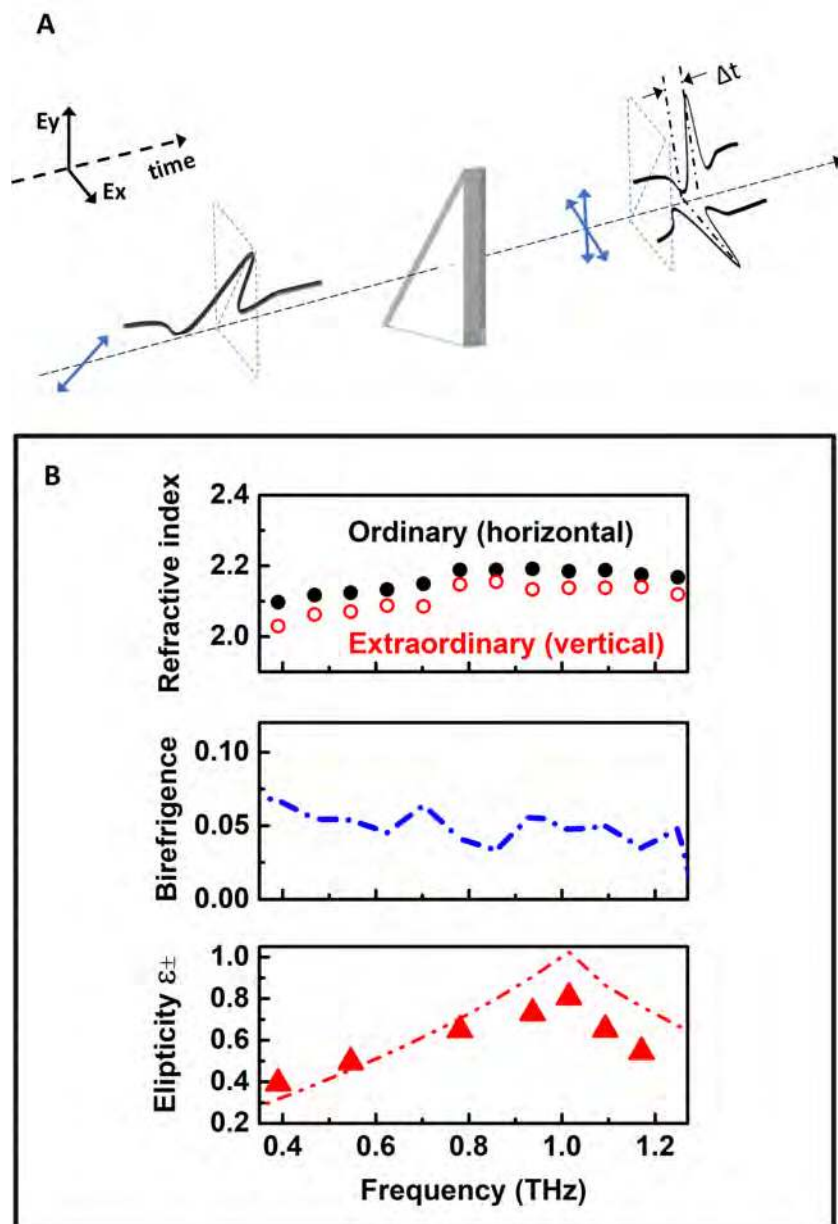 A
Ey
Ex
time
Δt
B
Refractive index
2.4
2.2
2.0
Ordinary (horizontal)
Extraordinary (vertical)
Birefrigence
0.10
0.05
0.00
Elipticity ε±
1.0
0.8
0.6
0.4
0.2
0.4 0.6 0.8 1.0 1.2
Frequency (THz)